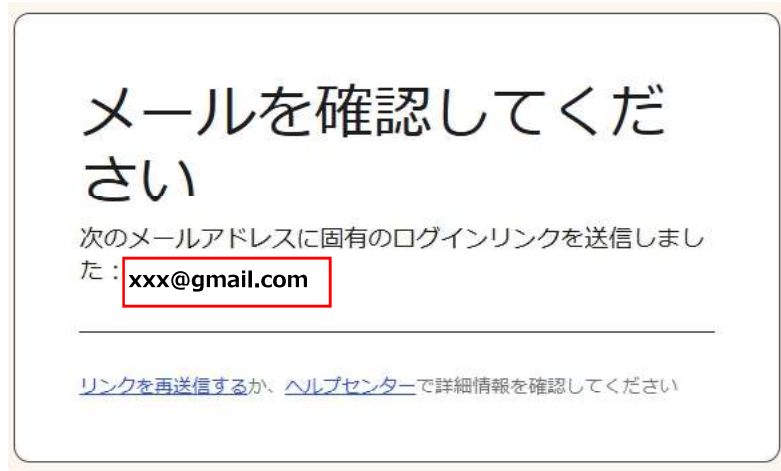 メールを確認してくだ
さい
次のメールアドレスに固有のログインリンクを送信しまし
た：xxx@gmail.com
リンクを再送信するか、ヘルプセンターで詳細情報を確認してください